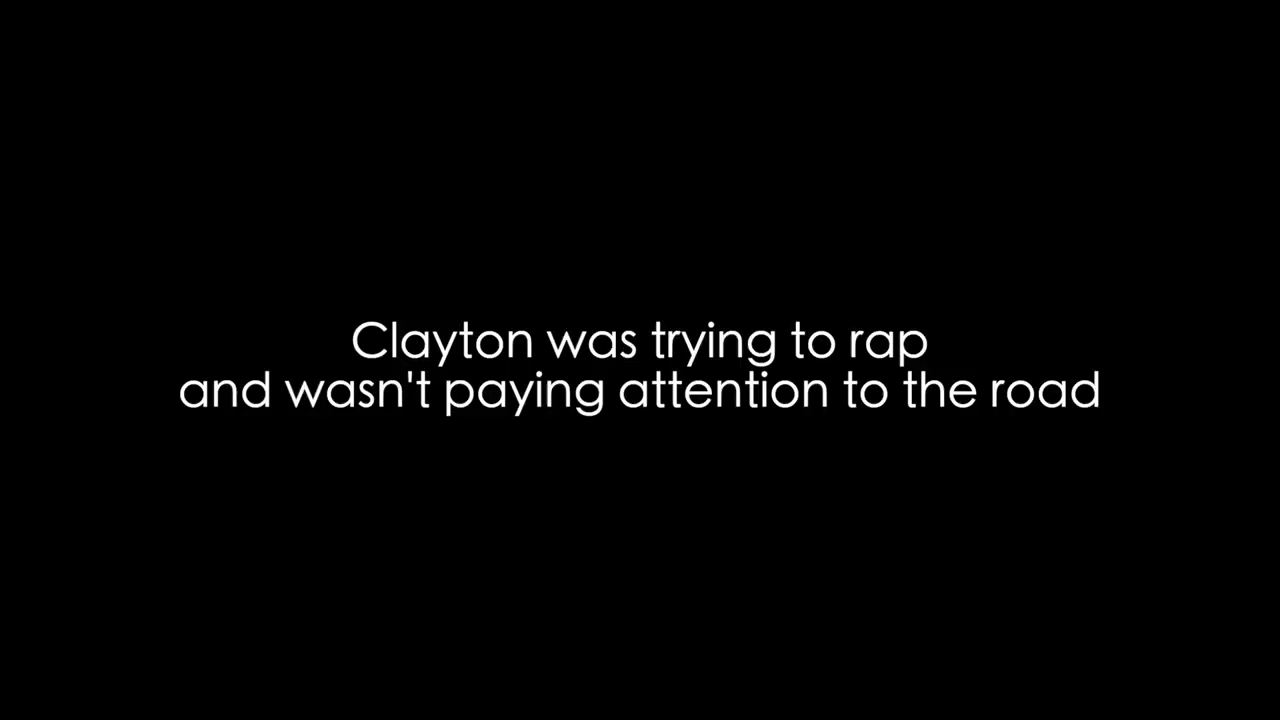 Clayton was trying to rap
and wasn't paying attention to the road